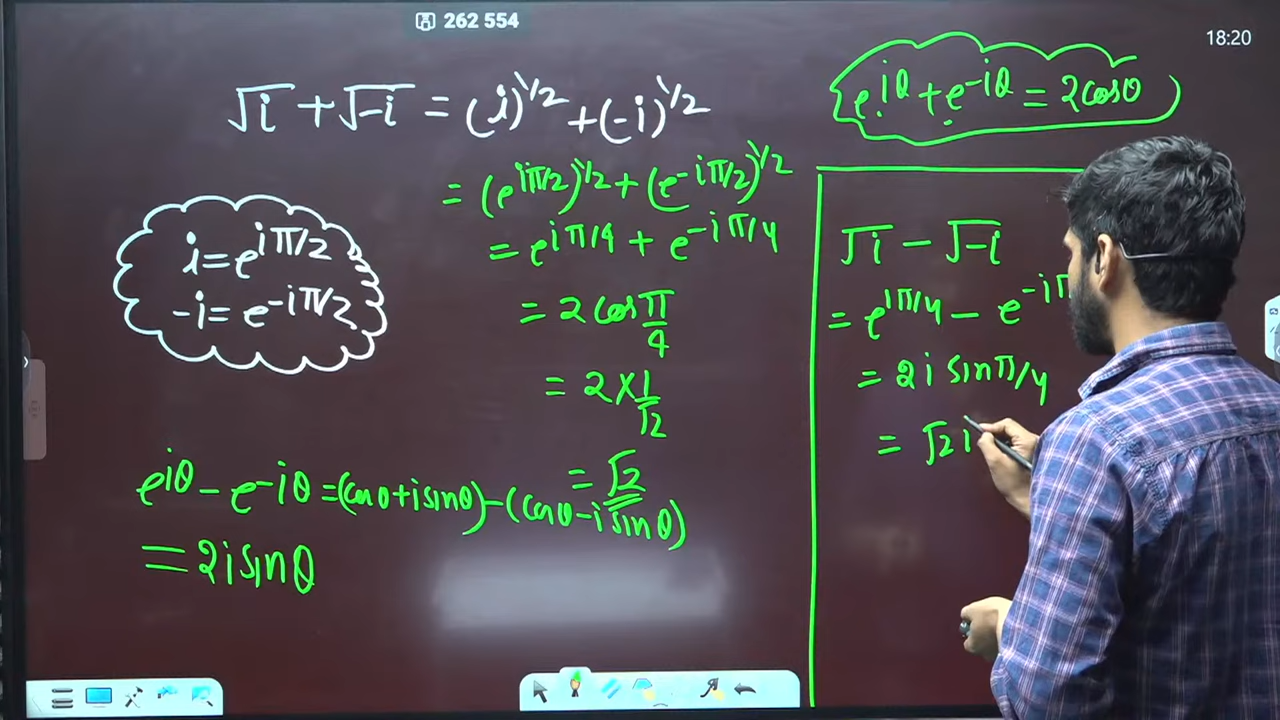 262 554
18:20
√i + √-i = (i)^1/2 + (-i)^1/2
= (e^iπ/2)^1/2 + (e^-iπ/2)^1/2
= e^iπ/4 + e^-iπ/4
= 2 cos π/4
= 2 × 1/√2
= √2
i = e^iπ/2
-i = e^-iπ/2
e^iθ - e^-iθ = (cosθ + i sinθ) - (cosθ - i sinθ)
= 2i sinθ
e^iθ + e^-iθ = 2cosθ
√i - √-i
= e^iπ/4 - e^-iπ
= 2 i sin π/4
= √2 i